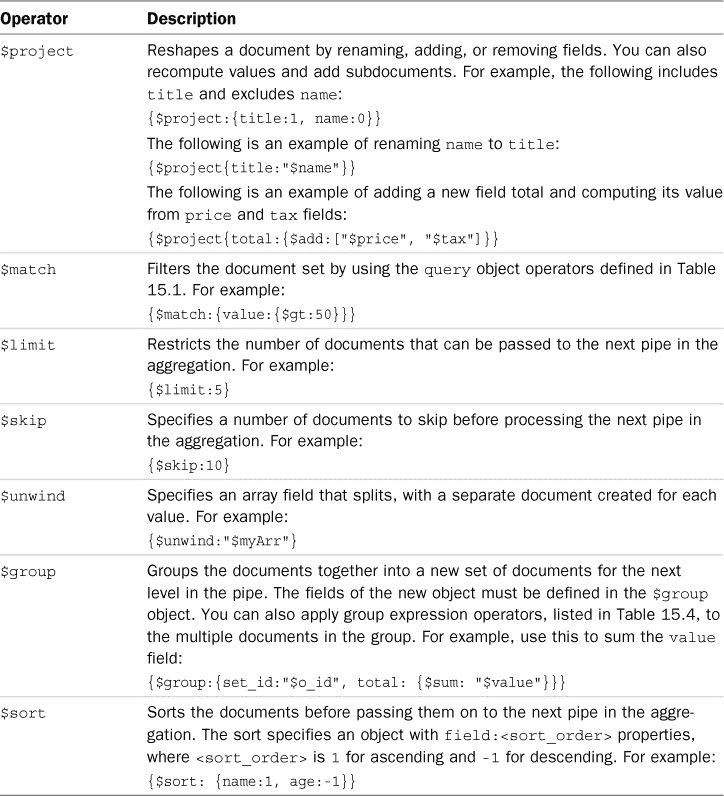 Operator Description
$project Reshapes a document by renaming, adding, or removing fields. You can also
recompute values and add subdocuments. For example, the following includes
title and excludes name:
{$project:{title:1, name:0}}
The following is an example of renaming name to title:
{$project{title:"$name"}}
The following is an example of adding a new field total and computing its value
from price and tax fields:
{$project{total:{$add:["$price", "$tax"]}}
$match Filters the document set by using the query object operators defined in Table
15.1. For example:
{$match:{value:{$gt:50}}}
$limit Restricts the number of documents that can be passed to the next pipe in the
aggregation. For example:
{$limit:5}
$skip Specifies a number of documents to skip before processing the next pipe in
the aggregation. For example:
{$skip:10}
$unwind Specifies an array field that splits, with a separate document created for each
value. For example:
{$unwind:"$myArr"}
$group Groups the documents together into a new set of documents for the next
level in the pipe. The fields of the new object must be defined in the $group
object. You can also apply group expression operators, listed in Table 15.4, to
the multiple documents in the group. For example, use this to sum the value
field:
{$group:{set_id:"$o_id", total: {$sum: "$value"}}}
$sort Sorts the documents before passing them on to the next pipe in the aggre-
gation. The sort specifies an object with field:<sort_order> properties,
where <sort_order> is 1 for ascending and -1 for descending. For example:
{$sort: {name:1, age:-1}}